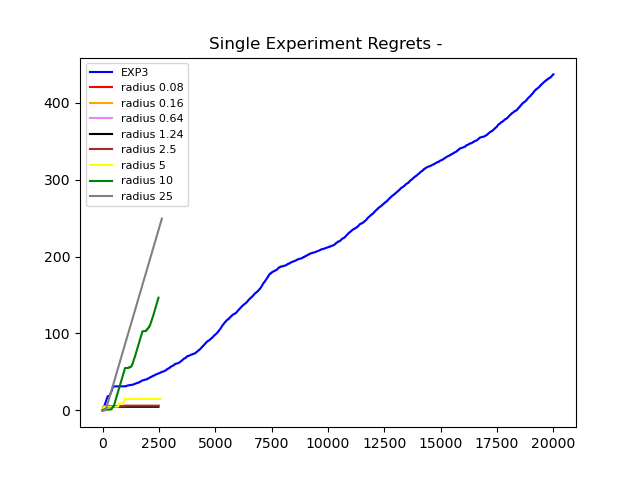 Single Experiment Regrets -
EXP3
radius 0.08
radius 0.16
radius 0.64
radius 1.24
radius 2.5
radius 5
radius 10
radius 25
400
300
200
100
0
0 2500 5000 7500 10000 12500 15000 17500 20000